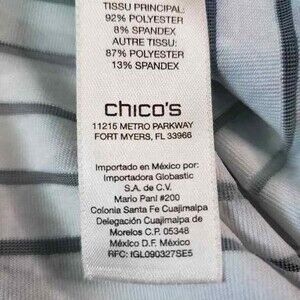 TISSU PRINCIPAL:
92% POLYESTER
8% SPANDEX
AUTRE TISSU:
87% POLYESTER
13% SPANDEX
chico's
11215 METRO PARKWAY
FORT MYERS, FL 33966
Importado en México por:
Importadora Globastic
S.A. de C.V.
Mario Pani #200
Colonia Santa Fe Cuajimalpa
Delegación Cuajimalpa de
Morelos C.P. 05348
México D.F. México
RFC: IGL090327SE5